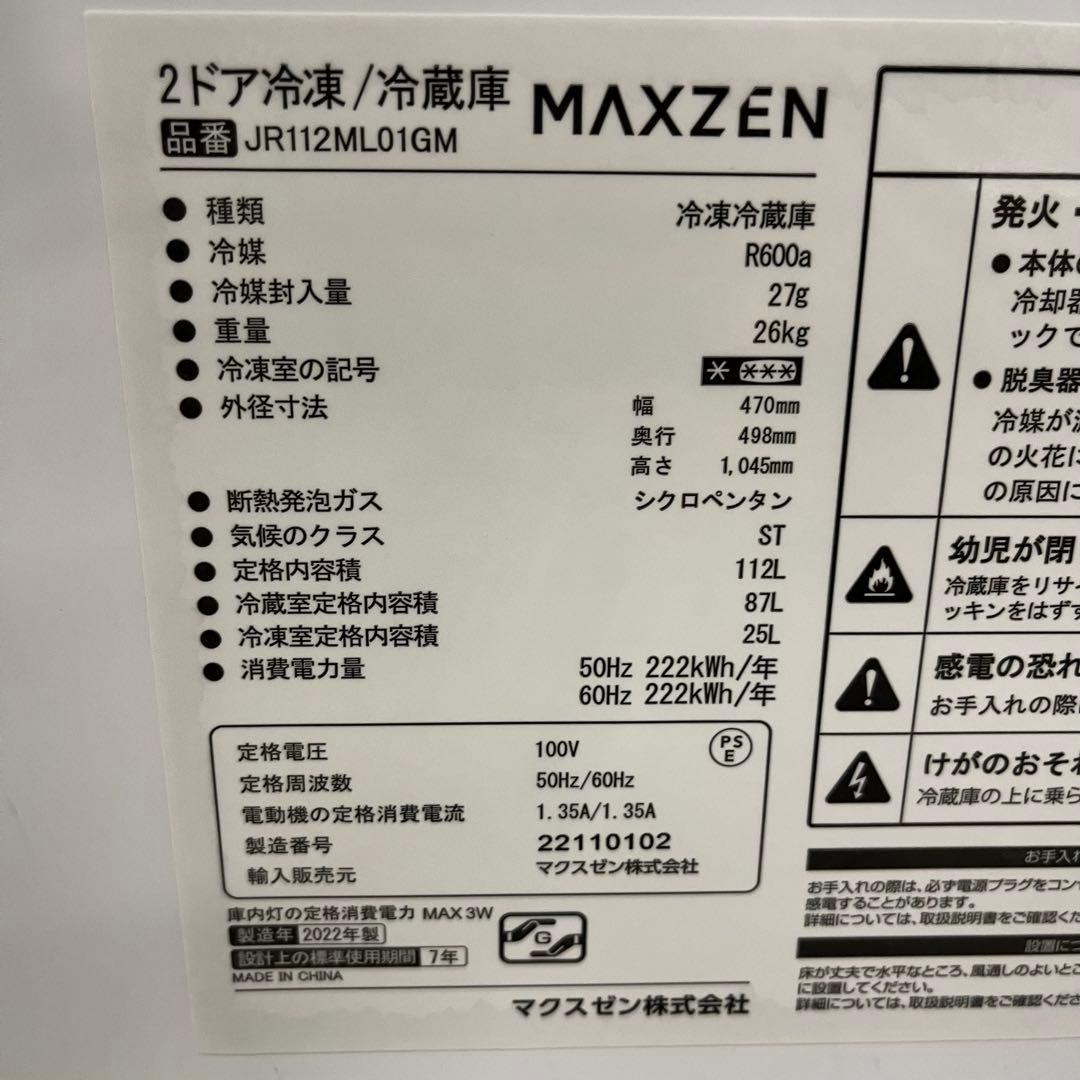 2ドア冷凍/冷蔵庫 MAXZEN
品番 JR112ML01GM
● 種類 冷凍冷蔵庫
● 冷媒 R600a
● 冷媒封入量 27g
● 重量 26kg
● 冷凍室の記号 * ***
● 外径寸法 幅 470mm
奥行 498mm
高さ 1,045mm
● 断熱発泡ガス シクロペンタン
● 気候のクラス ST
● 定格内容積 112L
● 冷蔵室定格内容積 87L
● 冷凍室定格内容積 25L
● 消費電力量 50Hz 222kWh/年
60Hz 222kWh/年
定格電圧 100V
PS
E
定格周波数 50Hz/60Hz
電動機の定格消費電流 1.35A/1.35A
製造番号 22110102
輸入販売元 マクスゼン株式会社
庫内灯の定格消費電力 MAX 3W
製造年 2022年製
G
設計上の標準使用期間 7年
MADE IN CHINA
マクスゼン株式会社
発火・
● 本体の
冷却器
ックで
● 脱臭器
冷媒が
の火花に
の原因に
幼児が閉
冷蔵庫をリサイ
ッキンをはず
感電の恐れ
お手入れの際
けがのおそれ
冷蔵庫の上に乗ら
お手入れ
お手入れの際は、必ず電源プラグをコン
感電することがあります。
詳細については、取扱説明書をご確認くだ
設置につ
床が丈夫で水平なところ、風通しのよいとこ
に設置してください。
詳細については、取扱説明書をご確認くださ